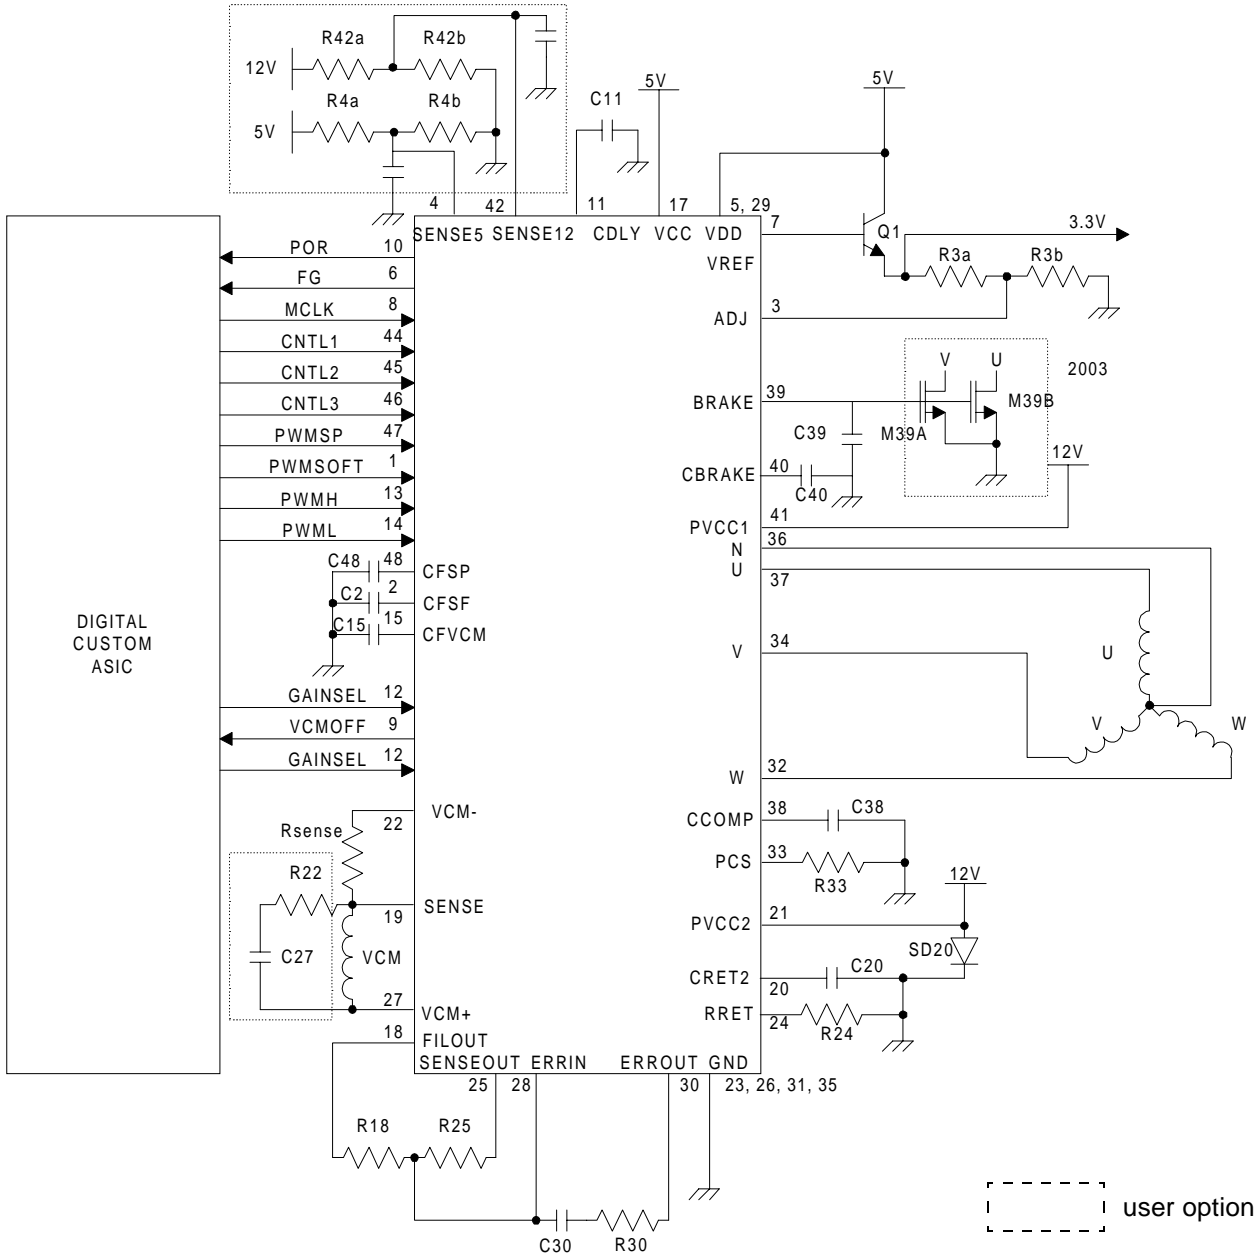 R42a
R42b
12V
R4a
R4b
5V
C11
5V
5V
4
42
11
17
5, 29
7
SENSE5
SENSE12
CDLY
VCC
VDD
VREF
Q1
3.3V
R3a
R3b
POR
10
FG
6
MCLK
8
CNTL1
44
CNTL2
45
CNTL3
46
PWMSP
47
PWMSOFT
1
PWMH
13
PWML
14
ADJ
3
V
U
2003
BRAKE
39
M39A
M39B
C39
12V
CBRAKE
40
C40
PVCC1
41
N
36
U
37
C48
48
CFSP
C2
2
CFSF
C15
15
CFVCM
DIGITAL
CUSTOM
ASIC
V
34
U
V
W
GAINSEL
12
VCMOFF
9
GAINSEL
12
W
32
VCM-
22
Rsense
CCOMP
38
C38
PCS
33
R33
R22
SENSE
19
12V
PVCC2
21
SD20
C27
VCM
CRET2
20
C20
27
VCM+
RRET
24
R24
18
FILOUT
SENSEOUT
ERRIN
ERROUT
GND
25
28
30
23, 26, 31, 35
R18
R25
C30
R30
user option